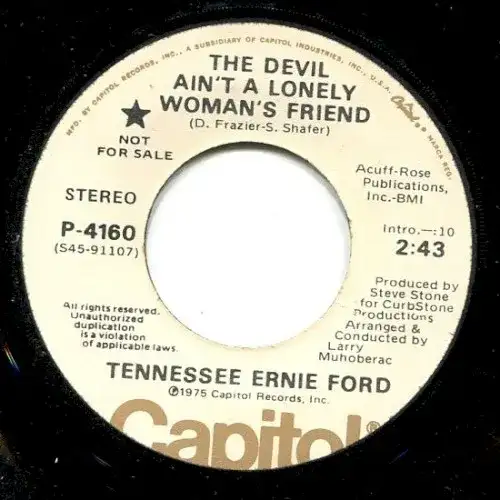 MFD. BY CAPITOL RECORDS, INC., A SUBSIDIARY OF CAPITOL INDUSTRIES, INC., U.S.A.
Capitol
MARCA REG.
THE DEVIL
AIN'T A LONELY
WOMAN'S FRIEND
(D. Frazier-S. Shafer)
NOT
FOR SALE
STEREO
P-4160
(S45-91107)
Acuff-Rose
Publications,
Inc.-BMI
Intro.—:10
2:43
Produced by
Steve Stone
for CurbStone
Productions
Arranged &
Conducted by
Larry
Muhoberac
All rights reserved.
Unauthorized
duplication
is a violation
of applicable laws.
TENNESSEE ERNIE FORD
℗1975 Capitol Records, Inc.
Capitol®